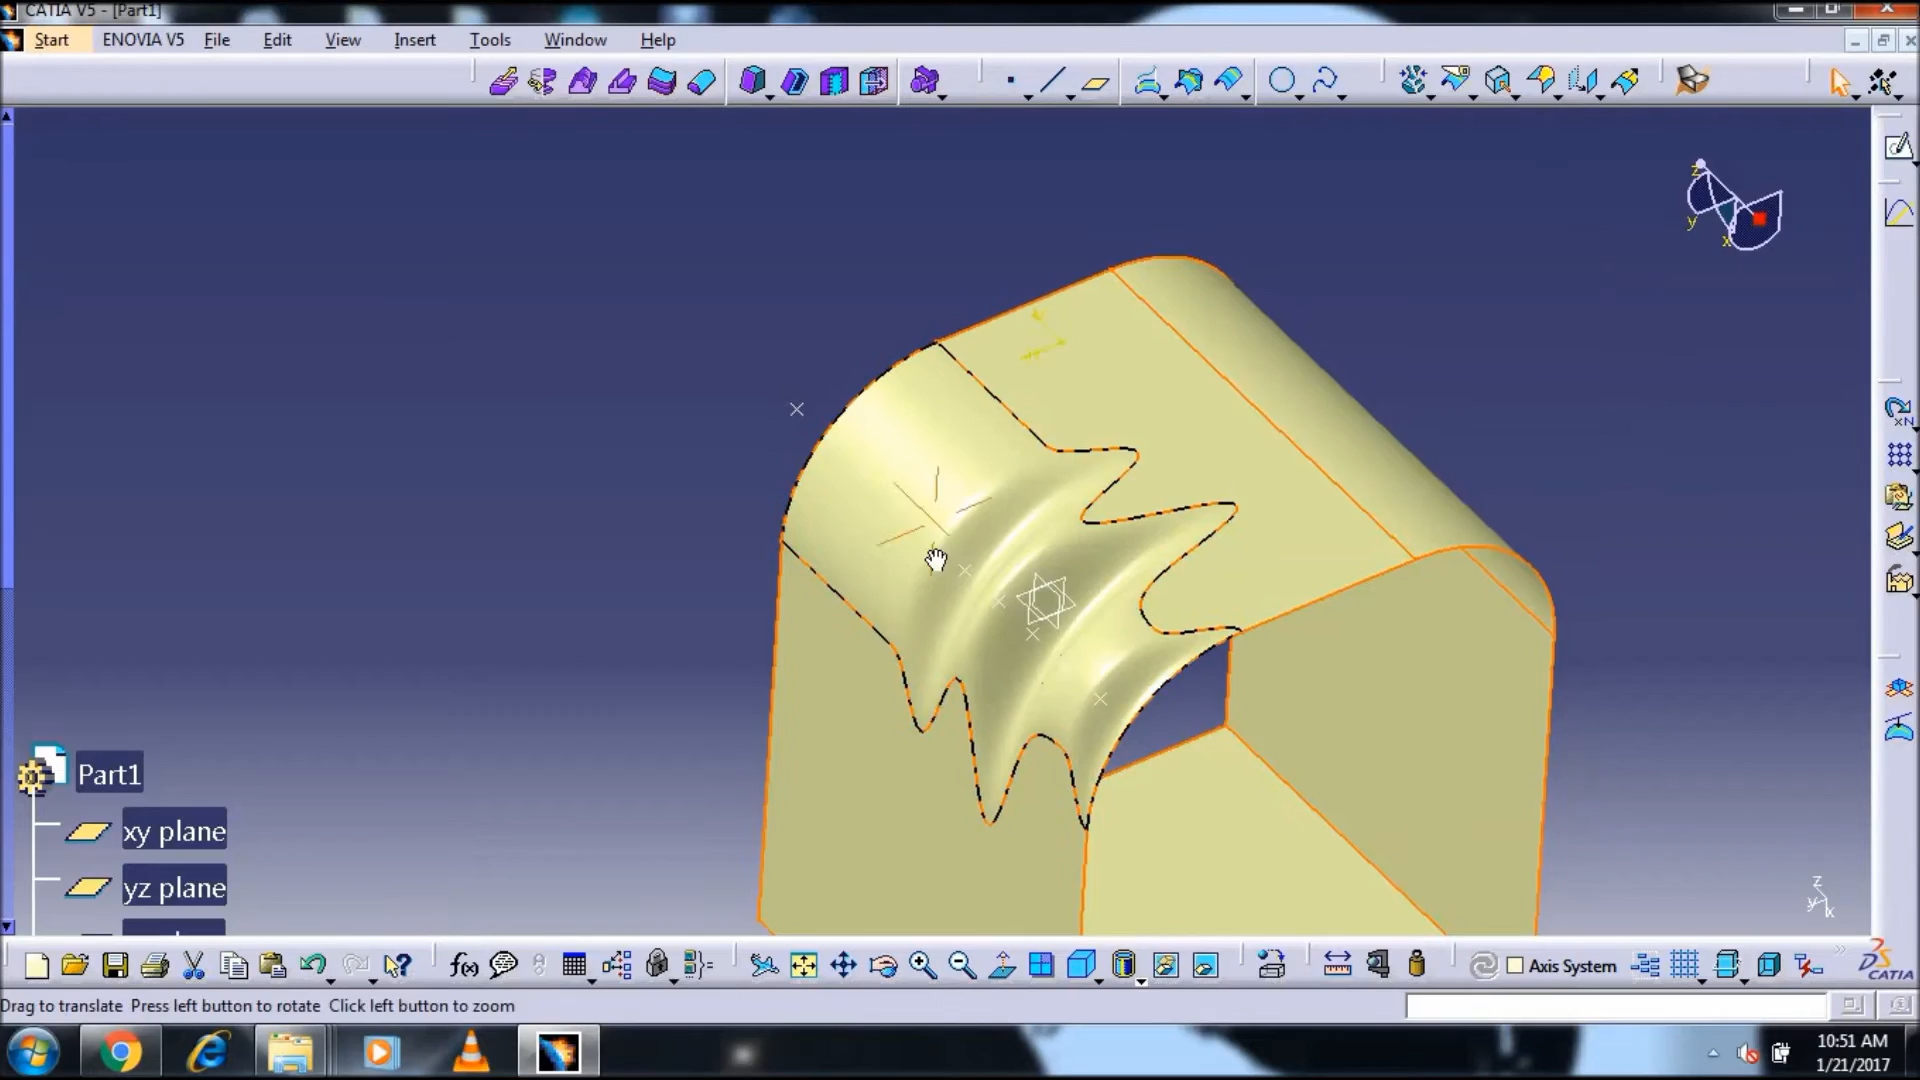 CATIA V5 - [Part1]
Start ENOVIA V5 File Edit View Insert Tools Window Help
z
y
x
xN
Part1
xy plane
yz plane
z
y x
f(x) Axis System
CATIA
Drag to translate Press left button to rotate Click left button to zoom
10:51 AM
1/21/2017